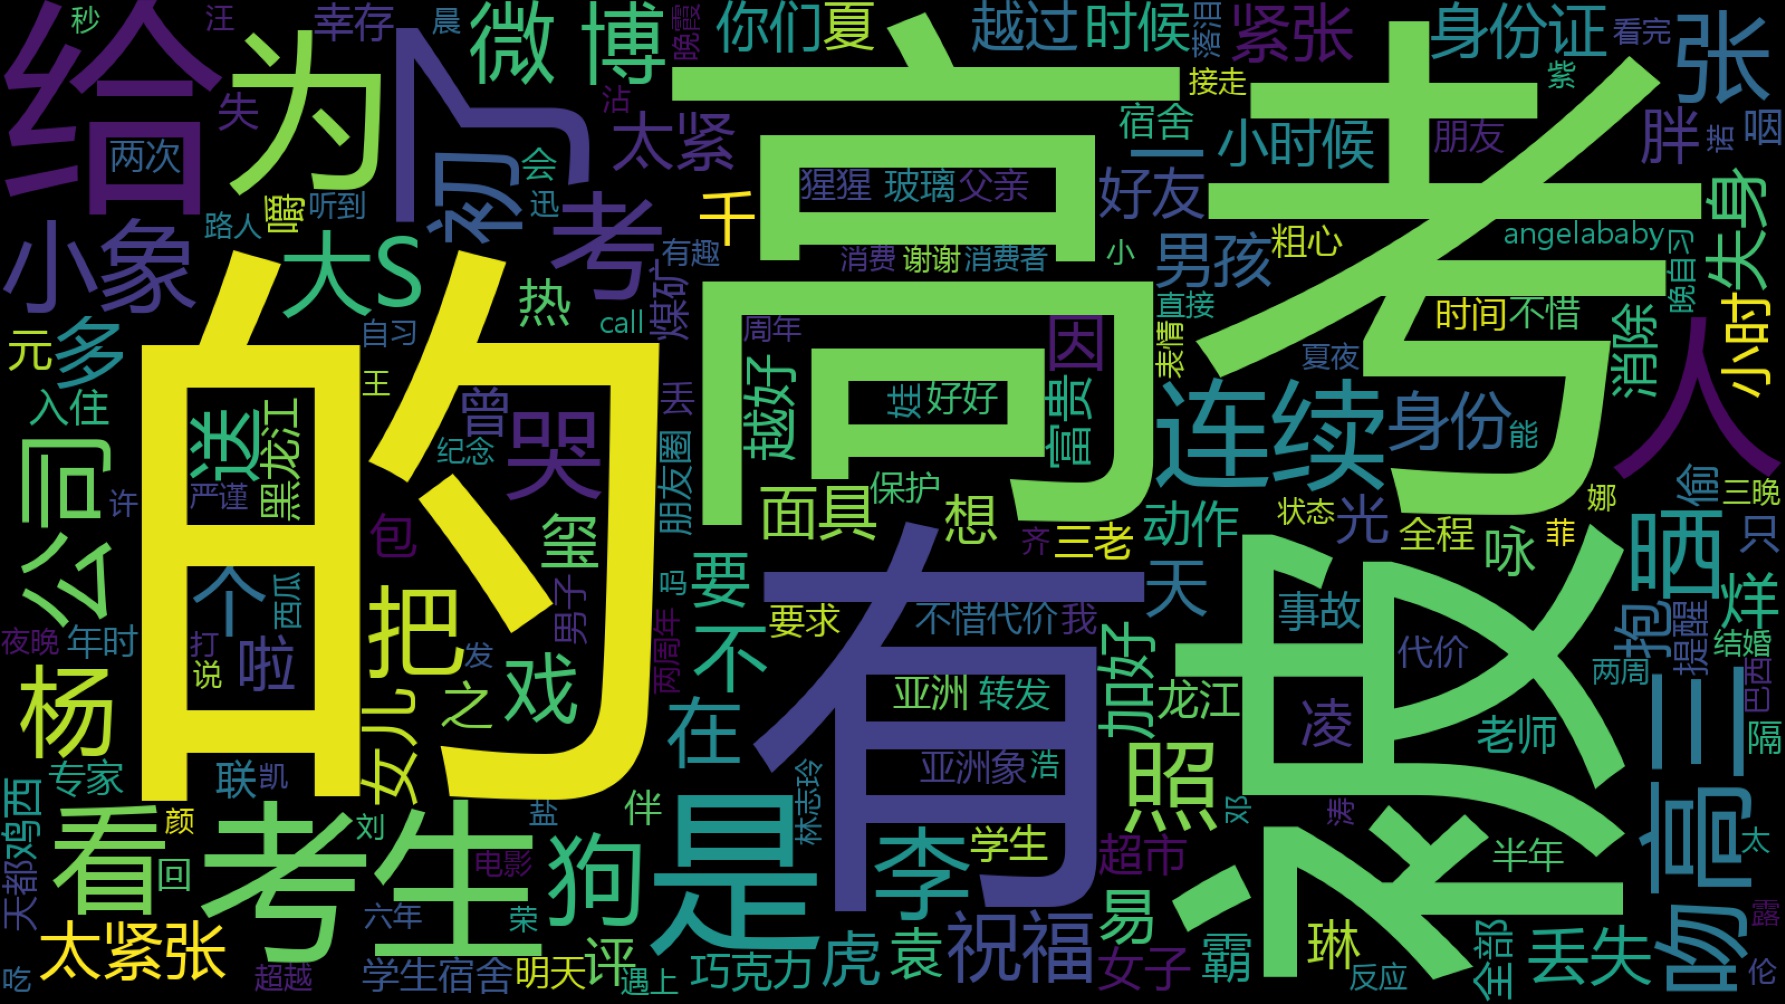 秒
汪
幸存
晨
微博
晚霞
你们
夏
越过
时候
落泪
紧张
身份证
看完
张
给
为
了
失
两次
初
会
沾
太紧
高考
接走
紫
宿舍
一
小时候
朋友
胖
诺
咽
路人
嚼
听到
迅
考
千
猩猩
玻璃
父亲
好友
失身
小象
大S
有趣
消费
谢谢
消费者
小
男孩
粗心
angelababy
晚自习
热
煤矿
call
周年
因
直接
表情
时间
不惜
消除
小时
元
多
自习
的
王
越好
夏夜
人
入住
送
黑龙江
曾
哭
丢
娃
好好
富贵
连续
身份
能
公司
纪念
朋友圈
许
严谨
包
玺
面具
保护
想
齐
三老
动作
状态
光
娜
偷
三晚
全程
咏
菲
晒
只
个
西瓜
把
男子
吗
要
有
天
烊
夜晚
年时
打
说
啦
发
戏
两周年
不
要求
不惜代价
我
加好
事故
代价
抱
提醒
结婚
两周
巴西
杨
女儿
之
在
亚洲
转发
龙江
凌
老师
高三
隔
专家
联
凯
亚洲象
浩
照
没
鸡西
颜
刘
盐
伴
林志玲
邓
涛
看
考生
回
电影
狗
是
李
学生
超市
半年
太
天都
太紧张
六年
荣
评
祝福
易
琳
全部
丢失
吻
露
吃
超越
学生宿舍
明天
遇上
巧克力
虎
袁
女子
霸
反应
伦